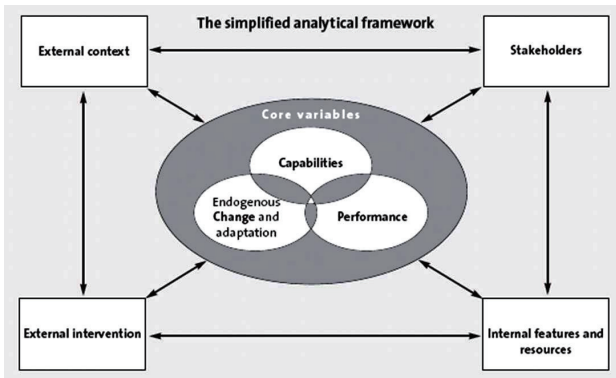 The simplified analytical framework
External context
Stakeholders
Core variables
Capabilities
Endogenous
Change and
adaptation
Performance
External intervention
Internal features and
resources